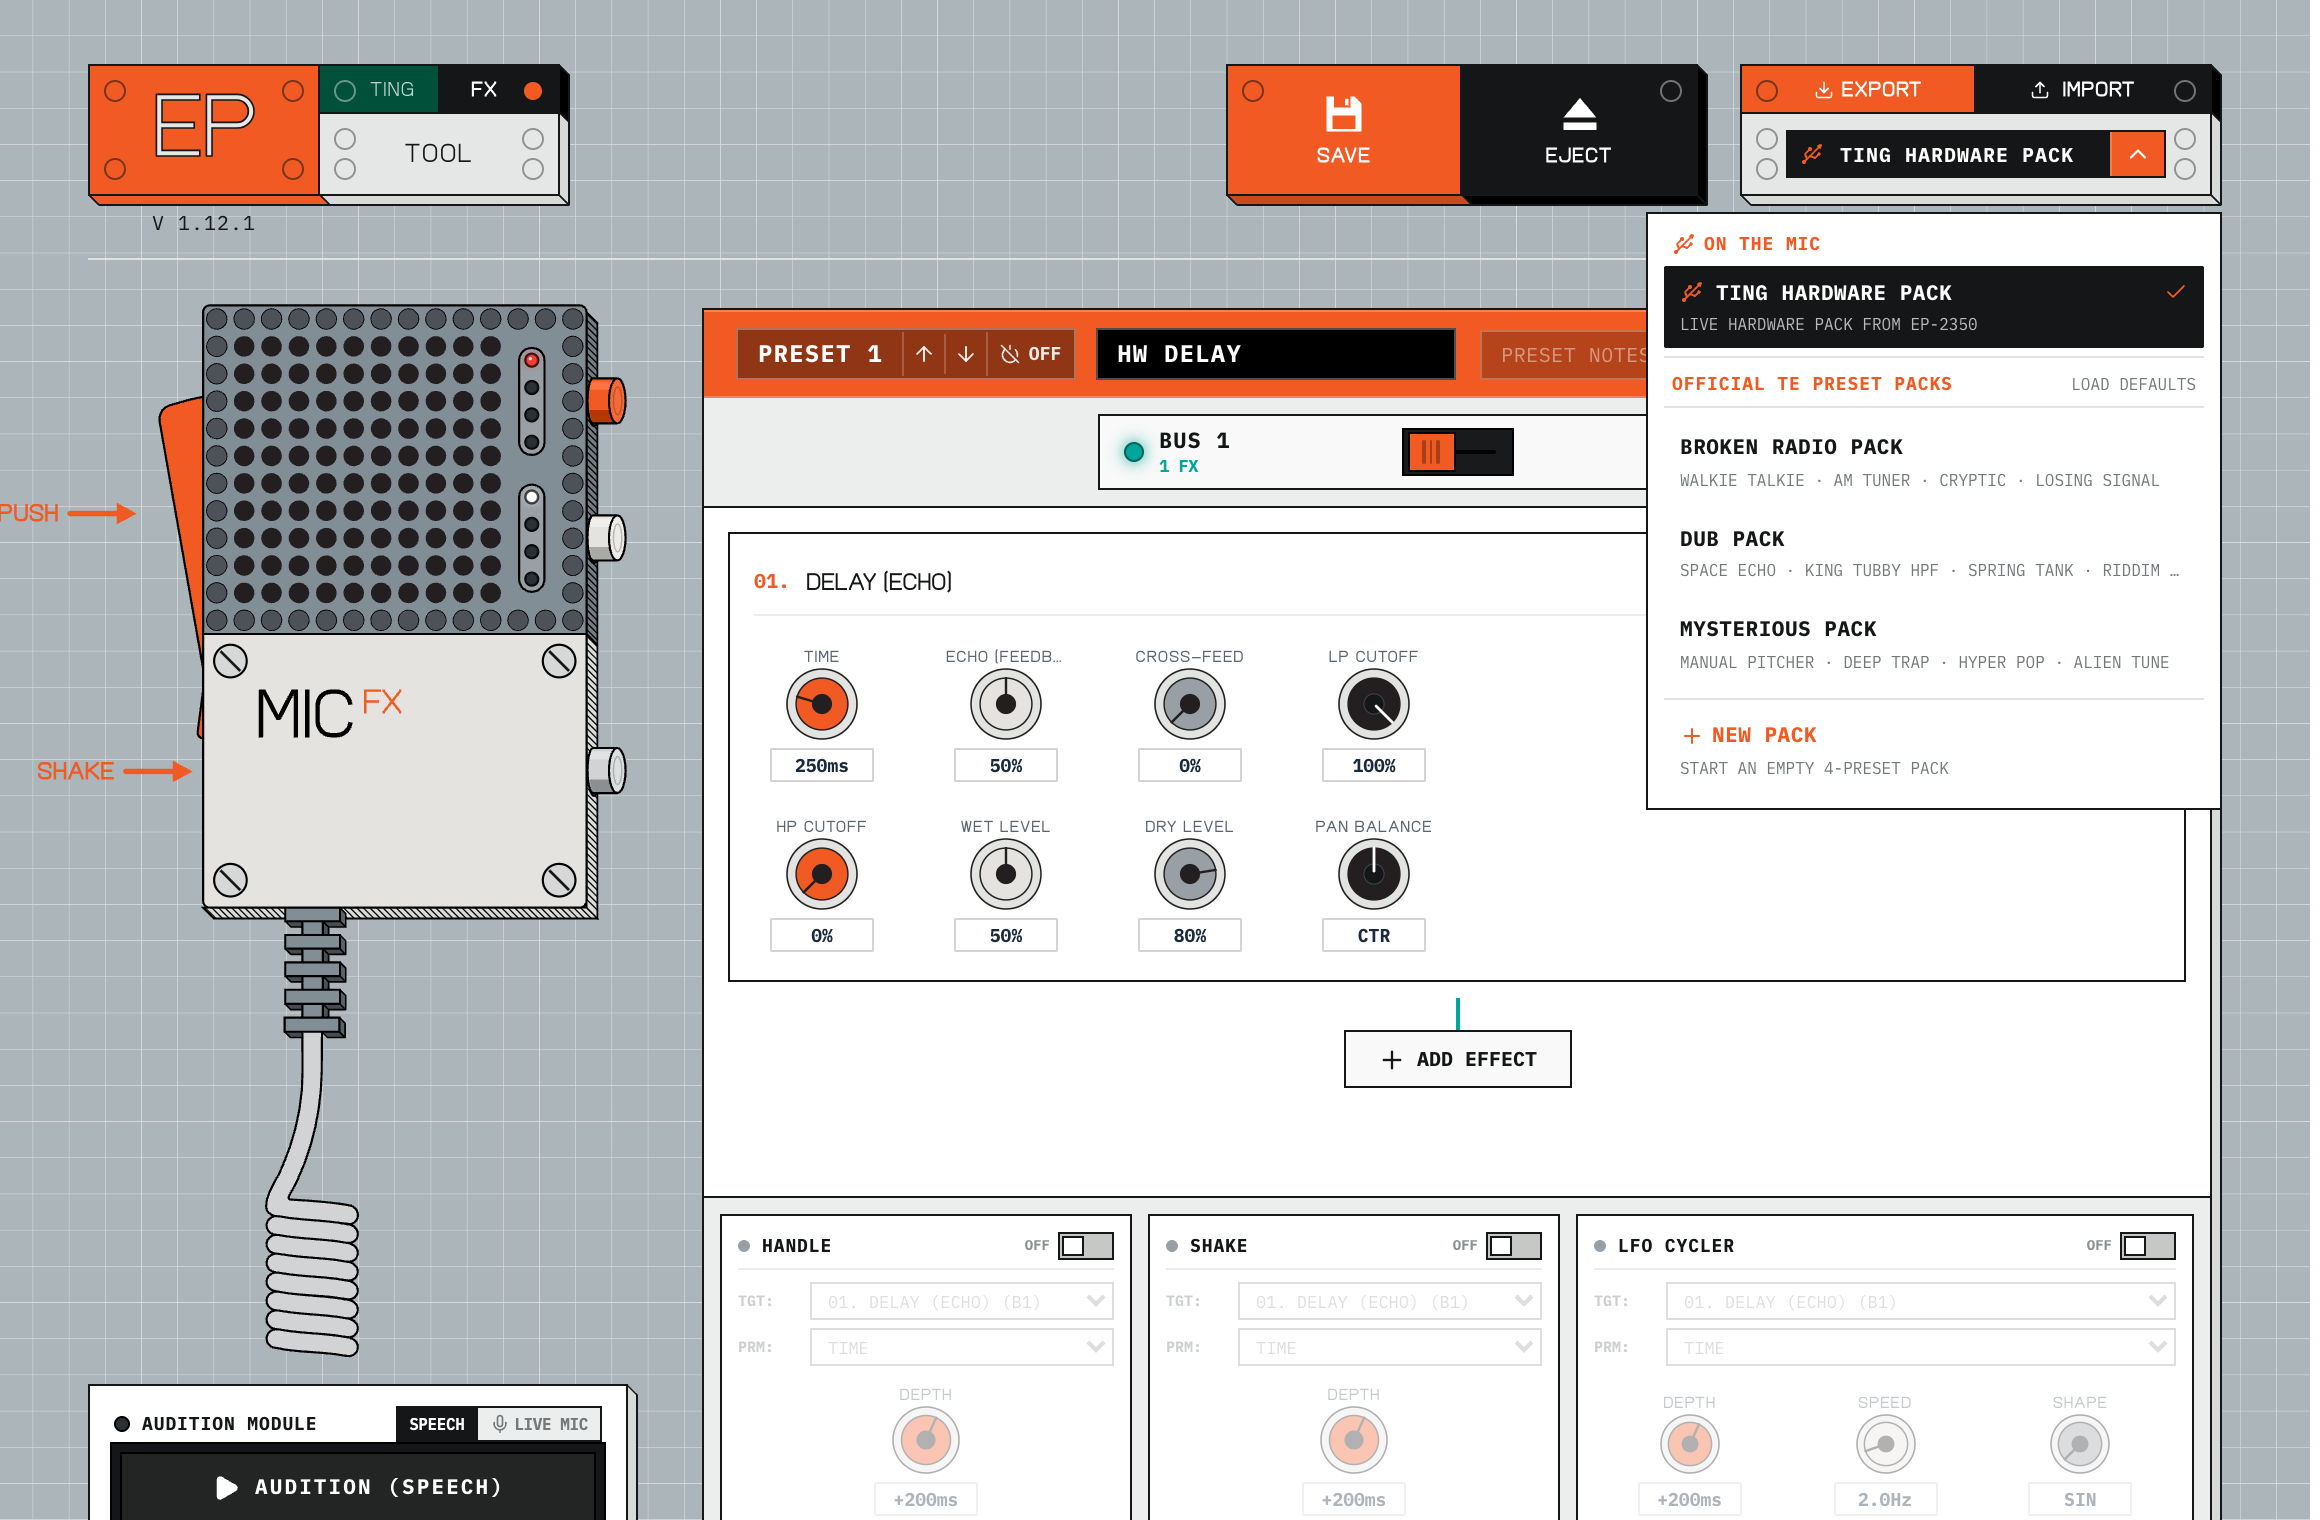 EP
TING
FX
TOOL
V 1.12.1
SAVE
EJECT
EXPORT
IMPORT
TING HARDWARE PACK
ON THE MIC
TING HARDWARE PACK
LIVE HARDWARE PACK FROM EP-2350
OFFICIAL TE PRESET PACKS
LOAD DEFAULTS
BROKEN RADIO PACK
WALKIE TALKIE · AM TUNER · CRYPTIC · LOSING SIGNAL
DUB PACK
SPACE ECHO · KING TUBBY HPF · SPRING TANK · RIDDIM …
MYSTERIOUS PACK
MANUAL PITCHER · DEEP TRAP · HYPER POP · ALIEN TUNE
+ NEW PACK
START AN EMPTY 4-PRESET PACK
PUSH
SHAKE
MIC FX
PRESET 1
OFF
HW DELAY
PRESET NOTES
BUS 1
1 FX
01. DELAY (ECHO)
TIME
ECHO (FEEDB...
CROSS-FEED
LP CUTOFF
250ms
50%
0%
100%
HP CUTOFF
WET LEVEL
DRY LEVEL
PAN BALANCE
0%
50%
80%
CTR
+ ADD EFFECT
HANDLE
OFF
TGT:
01. DELAY (ECHO) (B1)
PRM:
TIME
DEPTH
+200ms
SHAKE
OFF
TGT:
01. DELAY (ECHO) (B1)
PRM:
TIME
DEPTH
+200ms
LFO CYCLER
OFF
TGT:
01. DELAY (ECHO) (B1)
PRM:
TIME
DEPTH
SPEED
SHAPE
+200ms
2.0Hz
SIN
AUDITION MODULE
SPEECH
LIVE MIC
AUDITION (SPEECH)